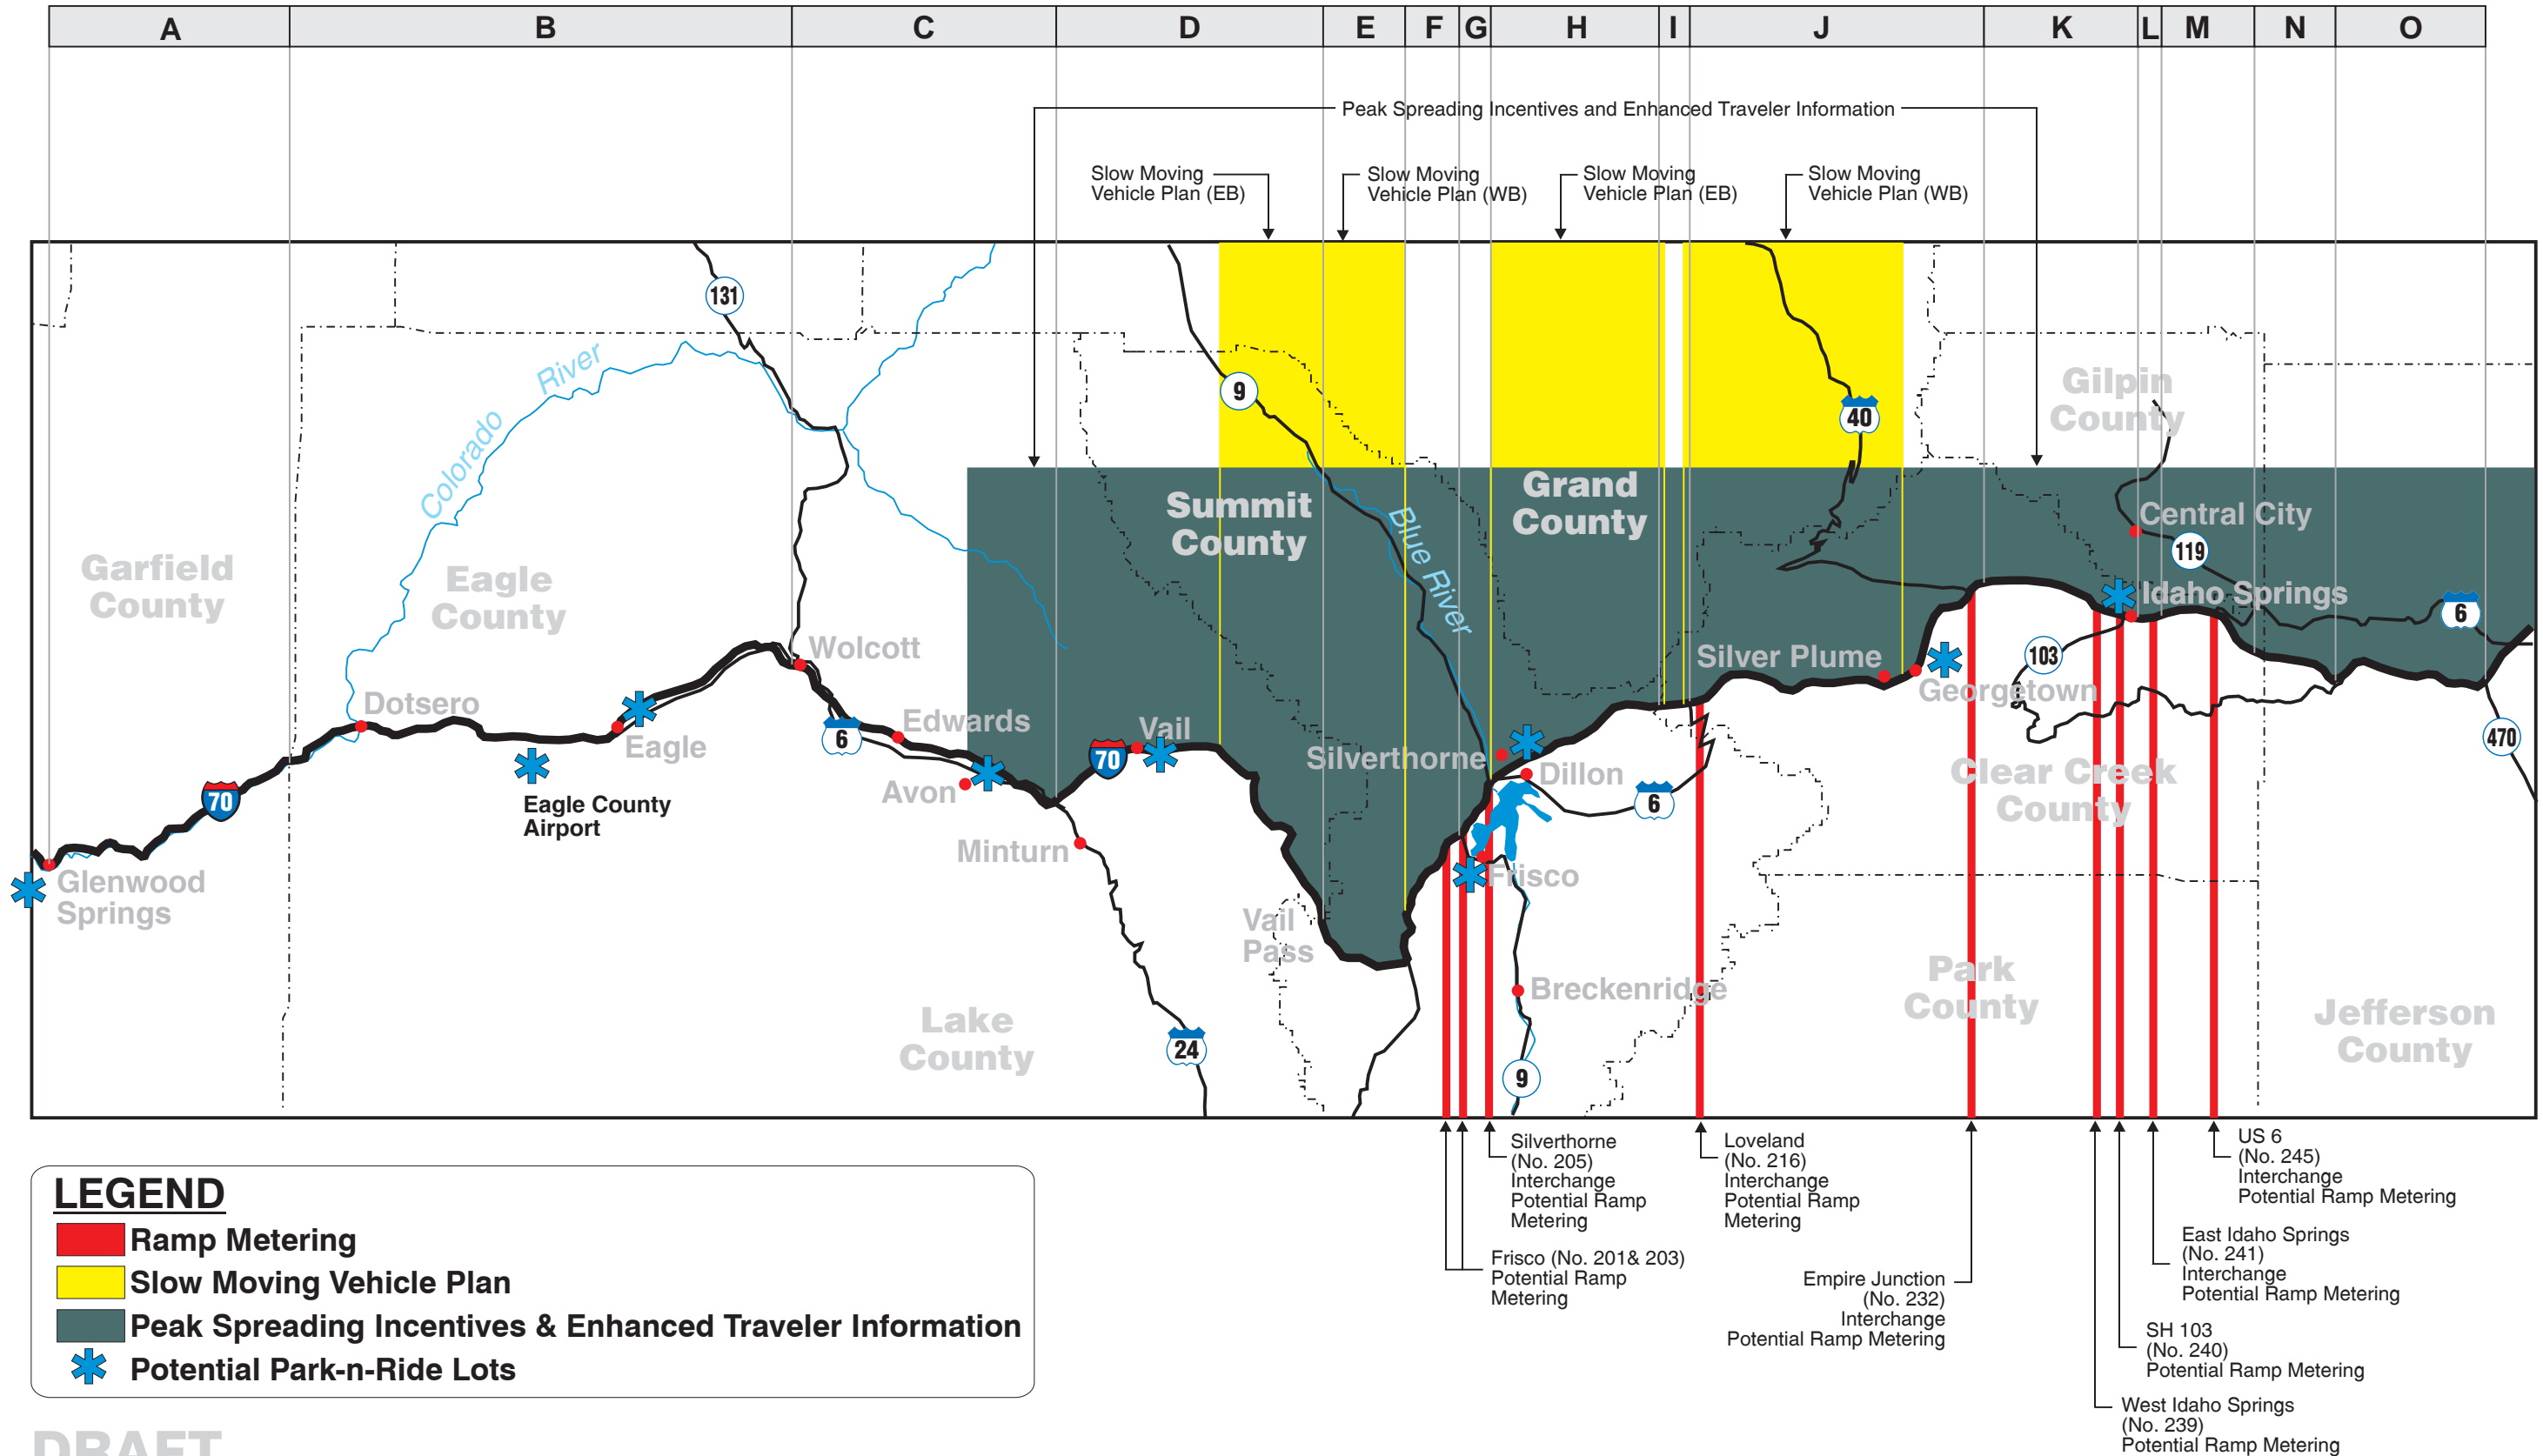 A B C D E F G H I J K L M N O
Peak Spreading Incentives and Enhanced Traveler Information
Slow Moving
Vehicle Plan (EB)
Slow Moving
Vehicle Plan (WB)
Slow Moving
Vehicle Plan (EB)
Slow Moving
Vehicle Plan (WB)
131
9
40
Gilpin
County
Colorado River
Blue River
Summit
County
Grand
County
Central City
119
Idaho Springs
6
Garfield
County
Eagle
County
Wolcott
Dotsero
Eagle
Edwards
6
Avon
70
Vail
Silverthorne
Dillon
6
Silver Plume
Georgetown
103
470
Clear Creek
County
70
Eagle County
Airport
Minturn
Glenwood
Springs
Frisco
Vail
Pass
Breckenridge
Park
County
Lake
County
24
9
Jefferson
County
Silverthorne
(No. 205)
Interchange
Potential Ramp
Metering
Loveland
(No. 216)
Interchange
Potential Ramp
Metering
US 6
(No. 245)
Interchange
Potential Ramp Metering
Frisco (No. 201& 203)
Potential Ramp
Metering
Empire Junction
(No. 232)
Interchange
Potential Ramp Metering
East Idaho Springs
(No. 241)
Interchange
Potential Ramp Metering
SH 103
(No. 240)
Potential Ramp Metering
West Idaho Springs
(No. 239)
Potential Ramp Metering
LEGEND
Ramp Metering
Slow Moving Vehicle Plan
Peak Spreading Incentives & Enhanced Traveler Information
Potential Park-n-Ride Lots
DRAFT